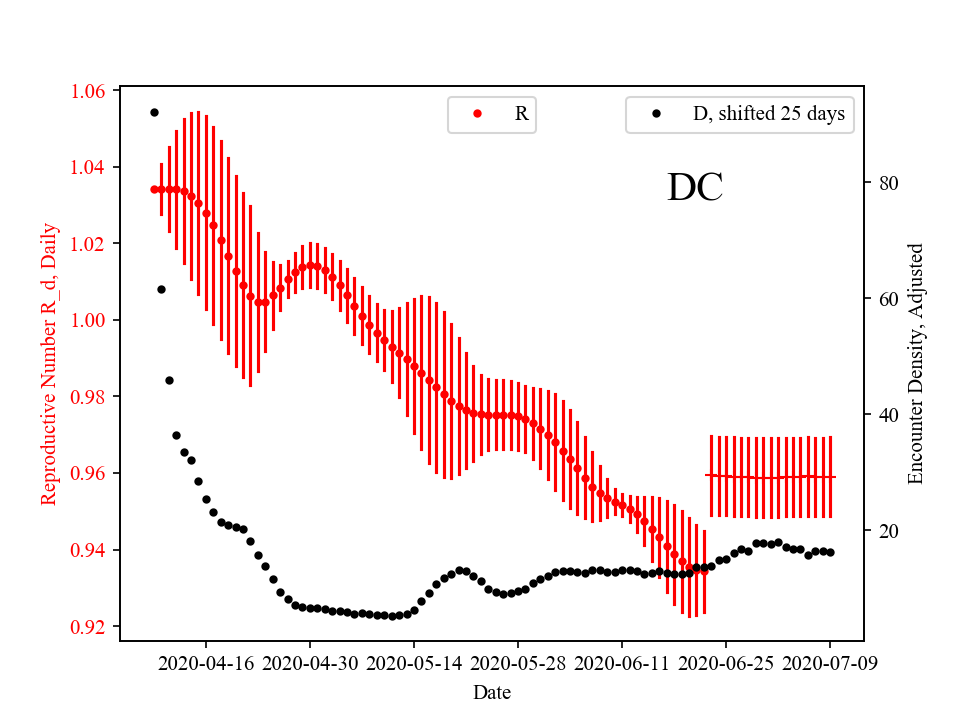 R
D, shifted 25 days
DC
1.06
1.04
1.02
1.00
0.98
0.96
0.94
0.92
Reproductive Number R_d, Daily
80
60
40
20
Encounter Density, Adjusted
2020-04-16 2020-04-30 2020-05-14 2020-05-28 2020-06-11 2020-06-25 2020-07-09
Date